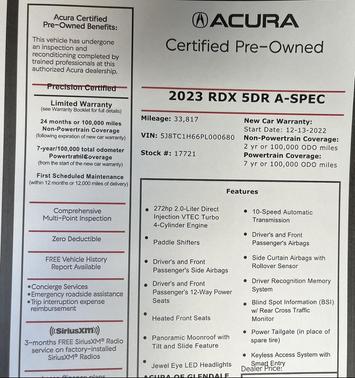 Acura Certified
Pre-Owned Benefits:
This vehicle has undergone
an inspection and
reconditioning completed by
trained professionals at this
authorized Acura dealership.
Precision Certified
Limited Warranty
(see Warranty Booklet for full details)
24 months or 100,000 miles
Non-Powertrain Coverage
(following expiration of new car warranty)
7-year/100,000 total odometer
Powertrain Coverage
(from the start of the new car warranty)
First Scheduled Maintenance
(within 12 months or 12,000 miles of delivery)
Comprehensive
Multi-Point Inspection
Zero Deductible
FREE Vehicle History
Report Available
•Concierge Services
•Emergency roadside assistance
•Trip interruption expense
reimbursement
((SiriusXM))
3-months FREE SiriusXM® Radio
service on factory-installed
SiriusXM® Radios
ACURA
Certified Pre-Owned
2023 RDX 5DR A-SPEC
Mileage: 33,817
VIN: 5J8TC1H66PL000680
Stock #: 17721
New Car Warranty:
Start Date: 12-13-2022
Non-Powertrain Coverage:
2 yr or 100,000 ODO miles
Powertrain Coverage:
7 yr or 100,000 ODO miles
Features
• 272hp 2.0-Liter Direct
Injection VTEC Turbo
4-Cylinder Engine
• Paddle Shifters
• Driver's and Front
Passenger's Side Airbags
• Driver's and Front
Passenger's 12-Way Power
Seats
• Heated Front Seats
• Panoramic Moonroof with
Tilt and Slide Feature
• Jewel Eye LED Headlights
• 10-Speed Automatic
Transmission
• Driver's and Front
Passenger's Airbags
• Side Curtain Airbags with
Rollover Sensor
• Driver Recognition Memory
System
• Blind Spot Information (BSI)
w/ Rear Cross Traffic
Monitor
• Power Tailgate (in place of
spare tire)
• Keyless Access System with
Smart Entry
Dealer Price:
ACURA OF GLENDALE